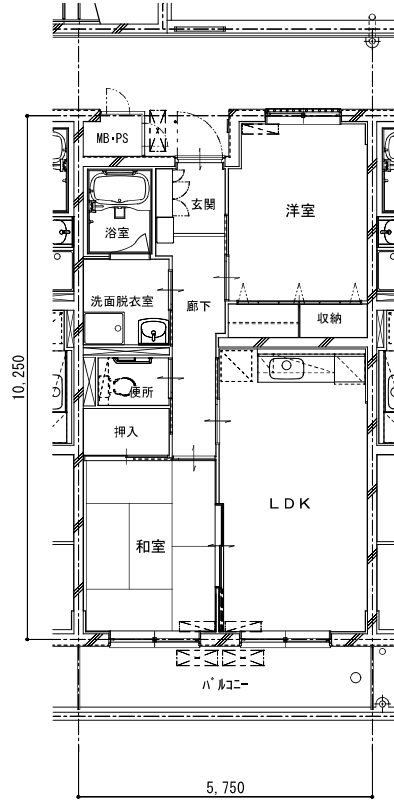 MB・PS
玄関
洋室
浴室
洗面脱衣室
廊下
収納
便所
押入
10,250
LDK
和室
バルコニー
5,750